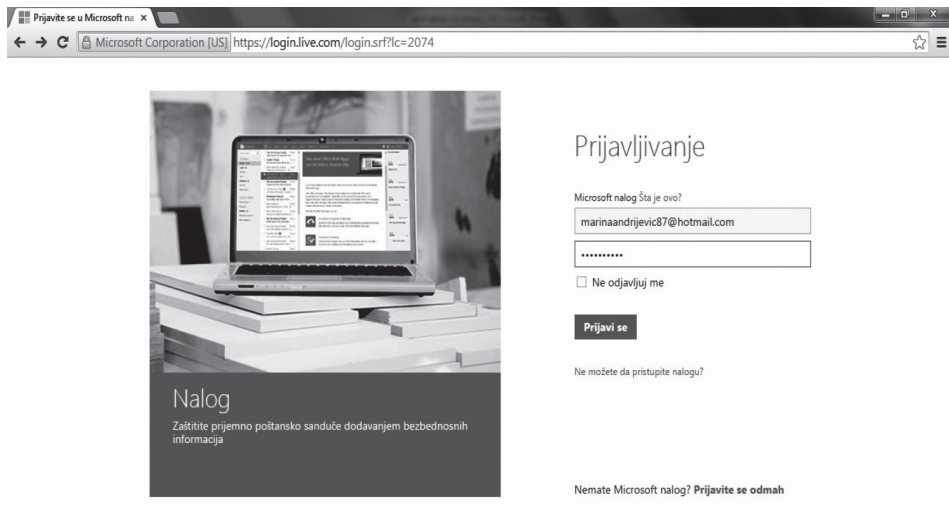 Prijavite se u Microsoft na
Microsoft Corporation [US] https://login.live.com/login.srf?lc=2074
Prijavljivanje
Microsoft nalog Šta je ovo?
marinaandrijevic87@hotmail.com
••••••••••
Ne odjavljuj me
Prijavi se
Ne možete da pristupite nalogu?
Nalog
Zaštitite prijemno poštansko sanduče dodavanjem bezbednosnih
informacija
Nemate Microsoft nalog? Prijavite se odmah